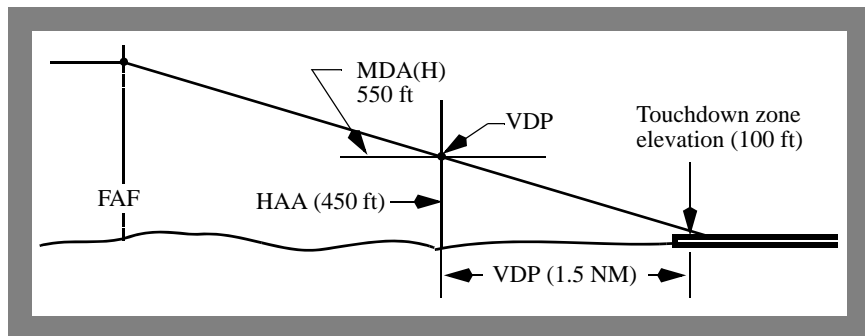 MDA(H)
550 ft
VDP
Touchdown zone
elevation (100 ft)
FAF
HAA (450 ft)
VDP (1.5 NM)